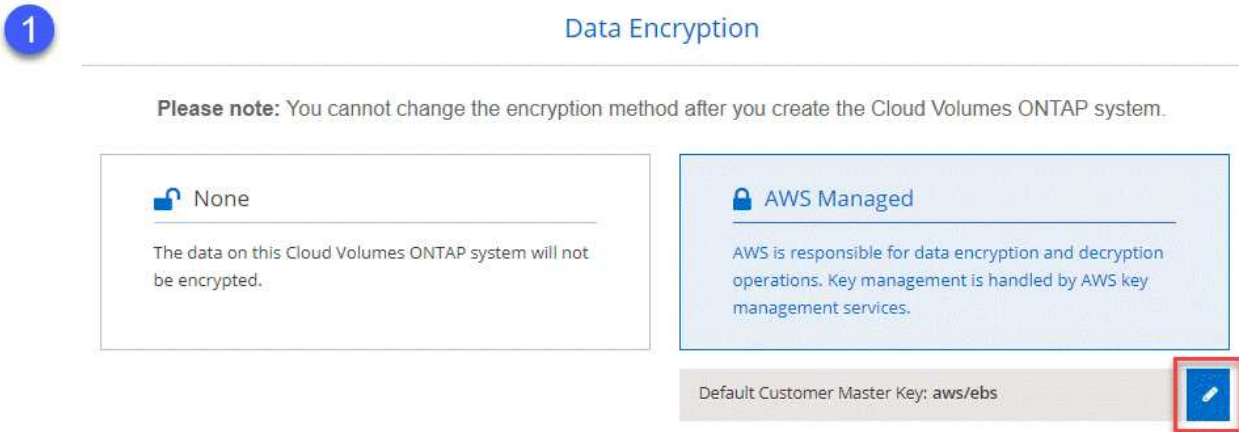 1
Data Encryption
Please note: You cannot change the encryption method after you create the Cloud Volumes ONTAP system.
None
The data on this Cloud Volumes ONTAP system will not
be encrypted.
AWS Managed
AWS is responsible for data encryption and decryption
operations. Key management is handled by AWS key
management services.
Default Customer Master Key: aws/ebs